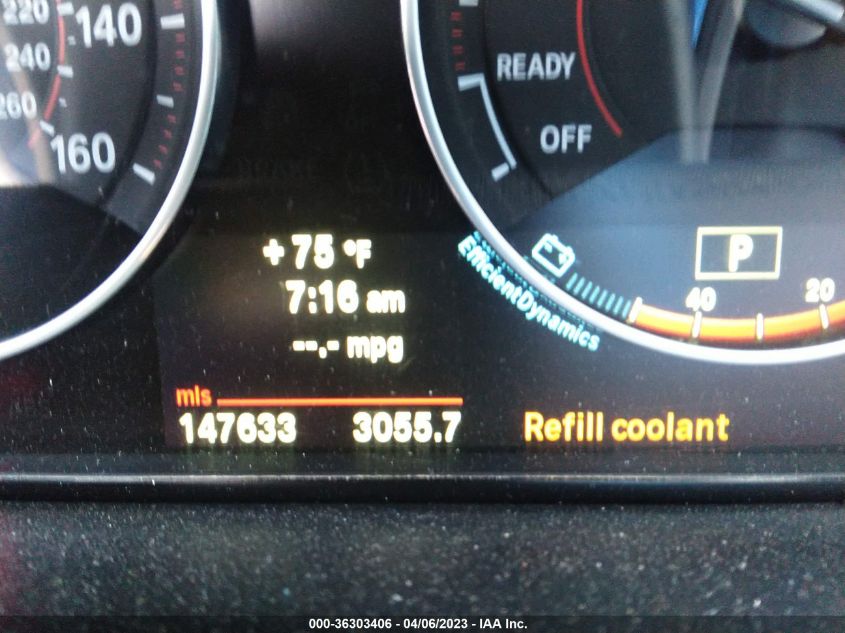 220
140
240
260
160
READY
OFF
+ 75 °F
7:16 am
--.- mpg
EfficientDynamics
P
40
20
mls
147633 3055.7
Refill coolant
000-36303406 - 04/06/2023 - IAA Inc.